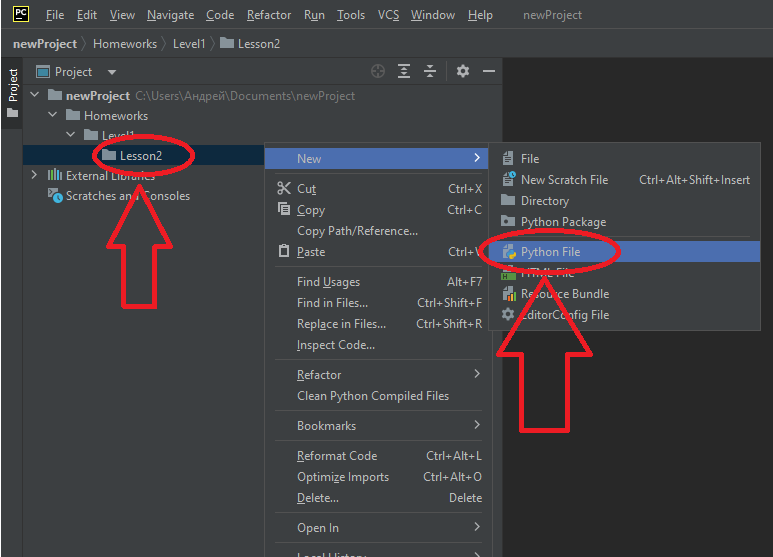 PC File Edit View Navigate Code Refactor Run Tools VCS Window Help newProject
newProject Homeworks Level1 Lesson2
Project
Project
newProject C:\Users\Андрей\Documents\newProject
Homeworks
Level1
Lesson2
External Libraries
Scratches and Consoles
New
Cut Ctrl+X
Copy Ctrl+C
Copy Path/Reference...
Paste Ctrl+V
Find Usages Alt+F7
Find in Files... Ctrl+Shift+F
Replace in Files... Ctrl+Shift+R
Inspect Code...
Refactor
Clean Python Compiled Files
Bookmarks
Reformat Code Ctrl+Alt+L
Optimize Imports Ctrl+Alt+O
Delete... Delete
Open In
Local History
File
New Scratch File Ctrl+Alt+Shift+Insert
Directory
Python Package
Python File
HTML File
Resource Bundle
EditorConfig File